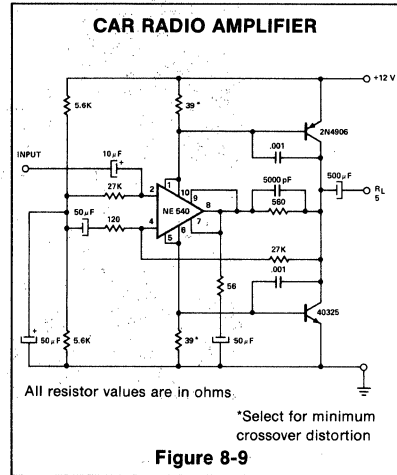 CAR RADIO AMPLIFIER
+12 V
5.6K
39*
2N4906
INPUT
10μF
+
.001
500μF
27K
1
2
10
9
5000 pF
RL
5
50μF
120
NE 540
8
560
4
7
5
6
27K
56
.001
+
50μF
5.6K
39*
50μF
40325
All resistor values are in ohms
*Select for minimum
crossover distortion
Figure 8-9